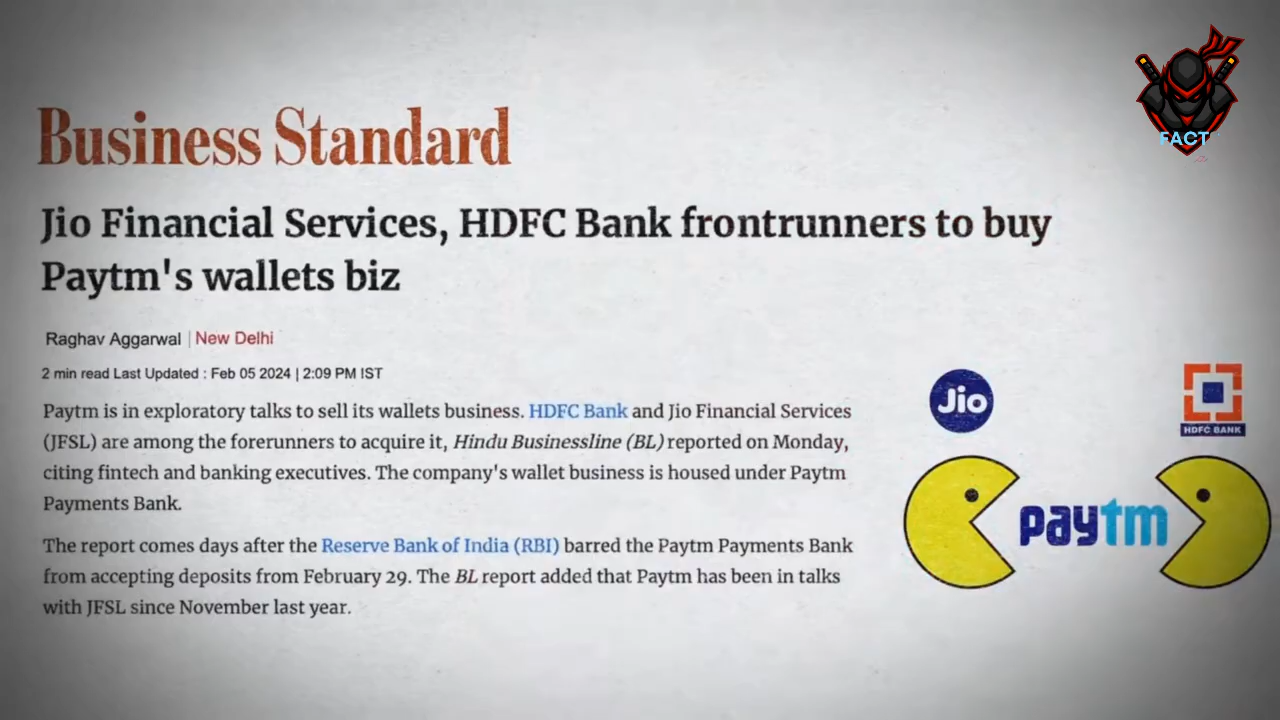 FACT
Business Standard
Jio Financial Services, HDFC Bank frontrunners to buy
Paytm's wallets biz
Raghav Aggarwal | New Delhi
2 min read Last Updated : Feb 05 2024 | 2:09 PM IST
Paytm is in exploratory talks to sell its wallets business. HDFC Bank and Jio Financial Services
(JFSL) are among the forerunners to acquire it, Hindu Businessline (BL) reported on Monday,
citing fintech and banking executives. The company's wallet business is housed under Paytm
Payments Bank.
The report comes days after the Reserve Bank of India (RBI) barred the Paytm Payments Bank
from accepting deposits from February 29. The BL report added that Paytm has been in talks
with JFSL since November last year.
Jio
HDFC BANK
paytm